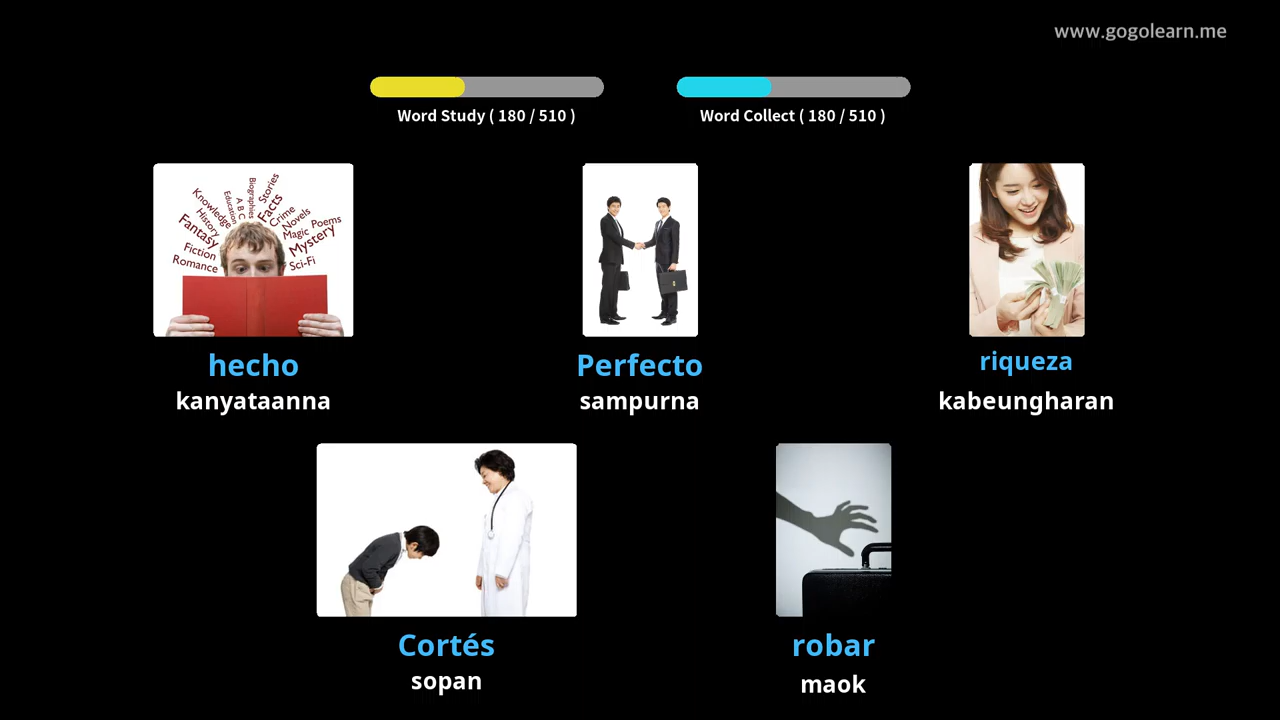 www.gogolearn.me
Word Study ( 180 / 510 )
Word Collect ( 180 / 510 )
Knowledge
History
Fantasy
Fiction
Romance
Education
A B C
Biographies
Stories
Facts
Crime
Novels
Magic
Poems
Mystery
Sci-Fi
hecho
kanyataanna
Perfecto
sampurna
riqueza
kabeungharan
Cortés
sopan
robar
maok